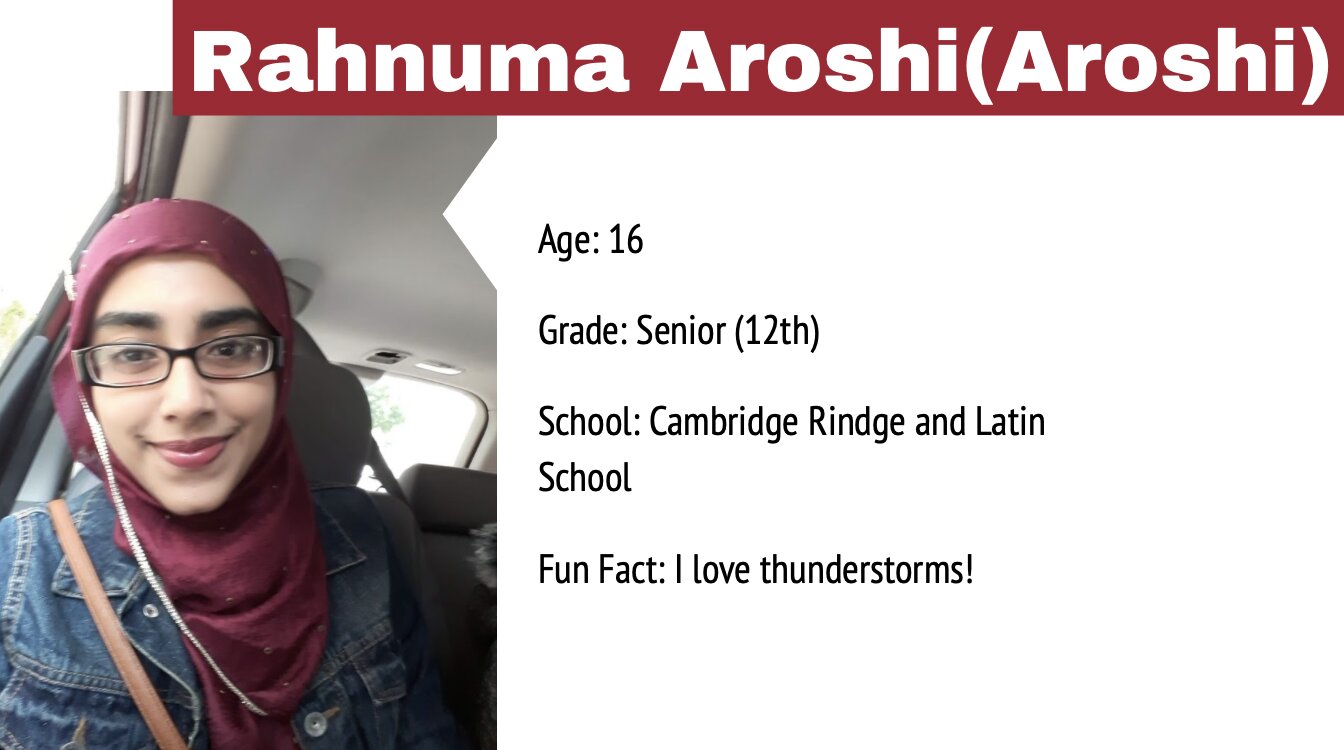 Rahnuma Aroshi(Aroshi)
Age: 16
Grade: Senior (12th)
School: Cambridge Rindge and Latin
School
Fun Fact: I love thunderstorms!